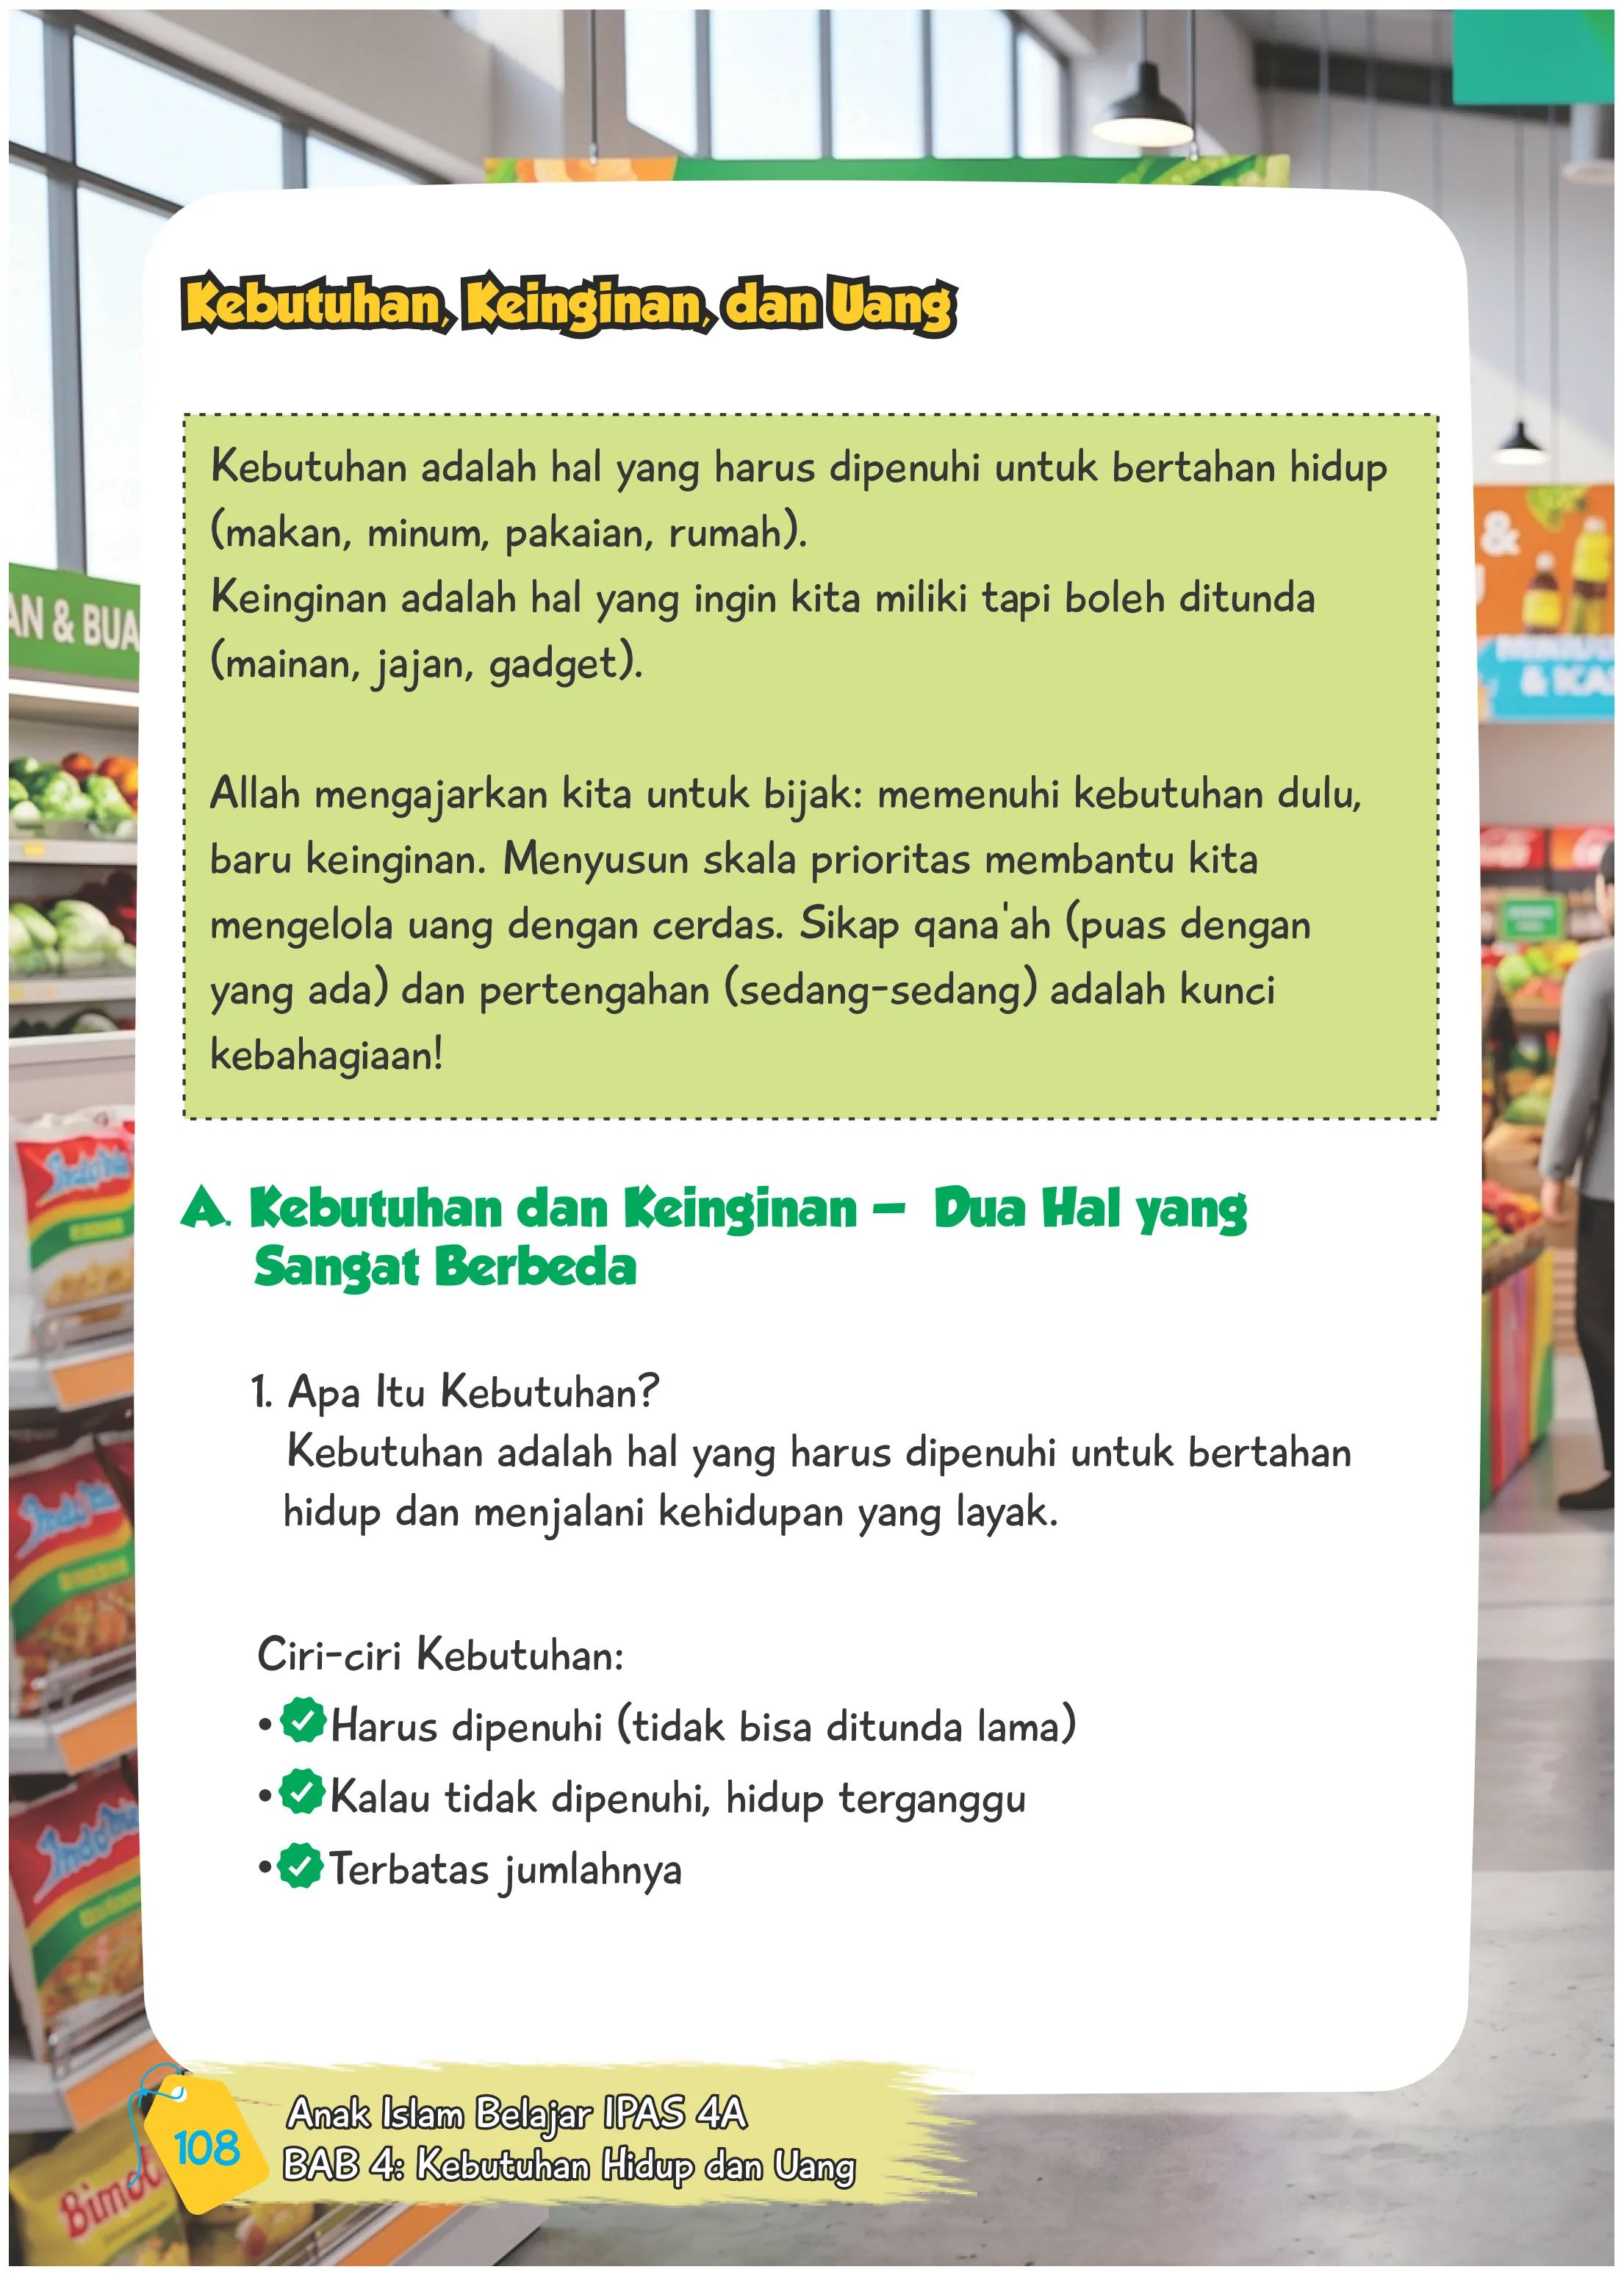 Kebutuhan, Keinginan, dan Uang
Kebutuhan adalah hal yang harus dipenuhi untuk bertahan hidup
(makan, minum, pakaian, rumah).
Keinginan adalah hal yang ingin kita miliki tapi boleh ditunda
(mainan, jajan, gadget).
Allah mengajarkan kita untuk bijak: memenuhi kebutuhan dulu,
baru keinginan. Menyusun skala prioritas membantu kita
mengelola uang dengan cerdas. Sikap qana'ah (puas dengan
yang ada) dan pertengahan (sedang-sedang) adalah kunci
kebahagiaan!
AN & BUA
&
& KA
A. Kebutuhan dan Keinginan – Dua Hal yang
Sangat Berbeda
1. Apa Itu Kebutuhan?
Kebutuhan adalah hal yang harus dipenuhi untuk bertahan
hidup dan menjalani kehidupan yang layak.
Ciri-ciri Kebutuhan:
• Harus dipenuhi (tidak bisa ditunda lama)
• Kalau tidak dipenuhi, hidup terganggu
• Terbatas jumlahnya
108
Anak Islam Belajar IPAS 4A
BAB 4: Kebutuhan Hidup dan Uang